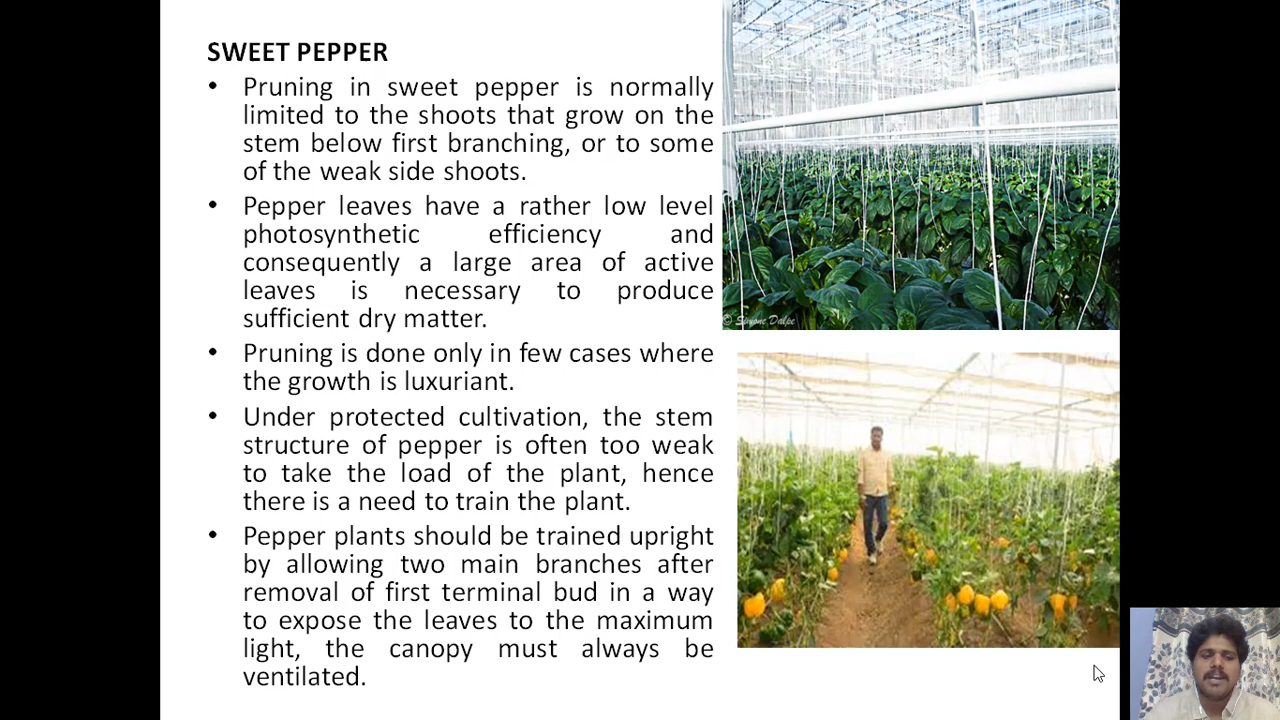 SWEET PEPPER
• Pruning in sweet pepper is normally
limited to the shoots that grow on the
stem below first branching, or to some
of the weak side shoots.
• Pepper leaves have a rather low level
photosynthetic efficiency and
consequently a large area of active
leaves is necessary to produce
sufficient dry matter.
• Pruning is done only in few cases where
the growth is luxuriant.
• Under protected cultivation, the stem
structure of pepper is often too weak
to take the load of the plant, hence
there is a need to train the plant.
• Pepper plants should be trained upright
by allowing two main branches after
removal of first terminal bud in a way
to expose the leaves to the maximum
light, the canopy must always be
ventilated.
© Simone Dalpe